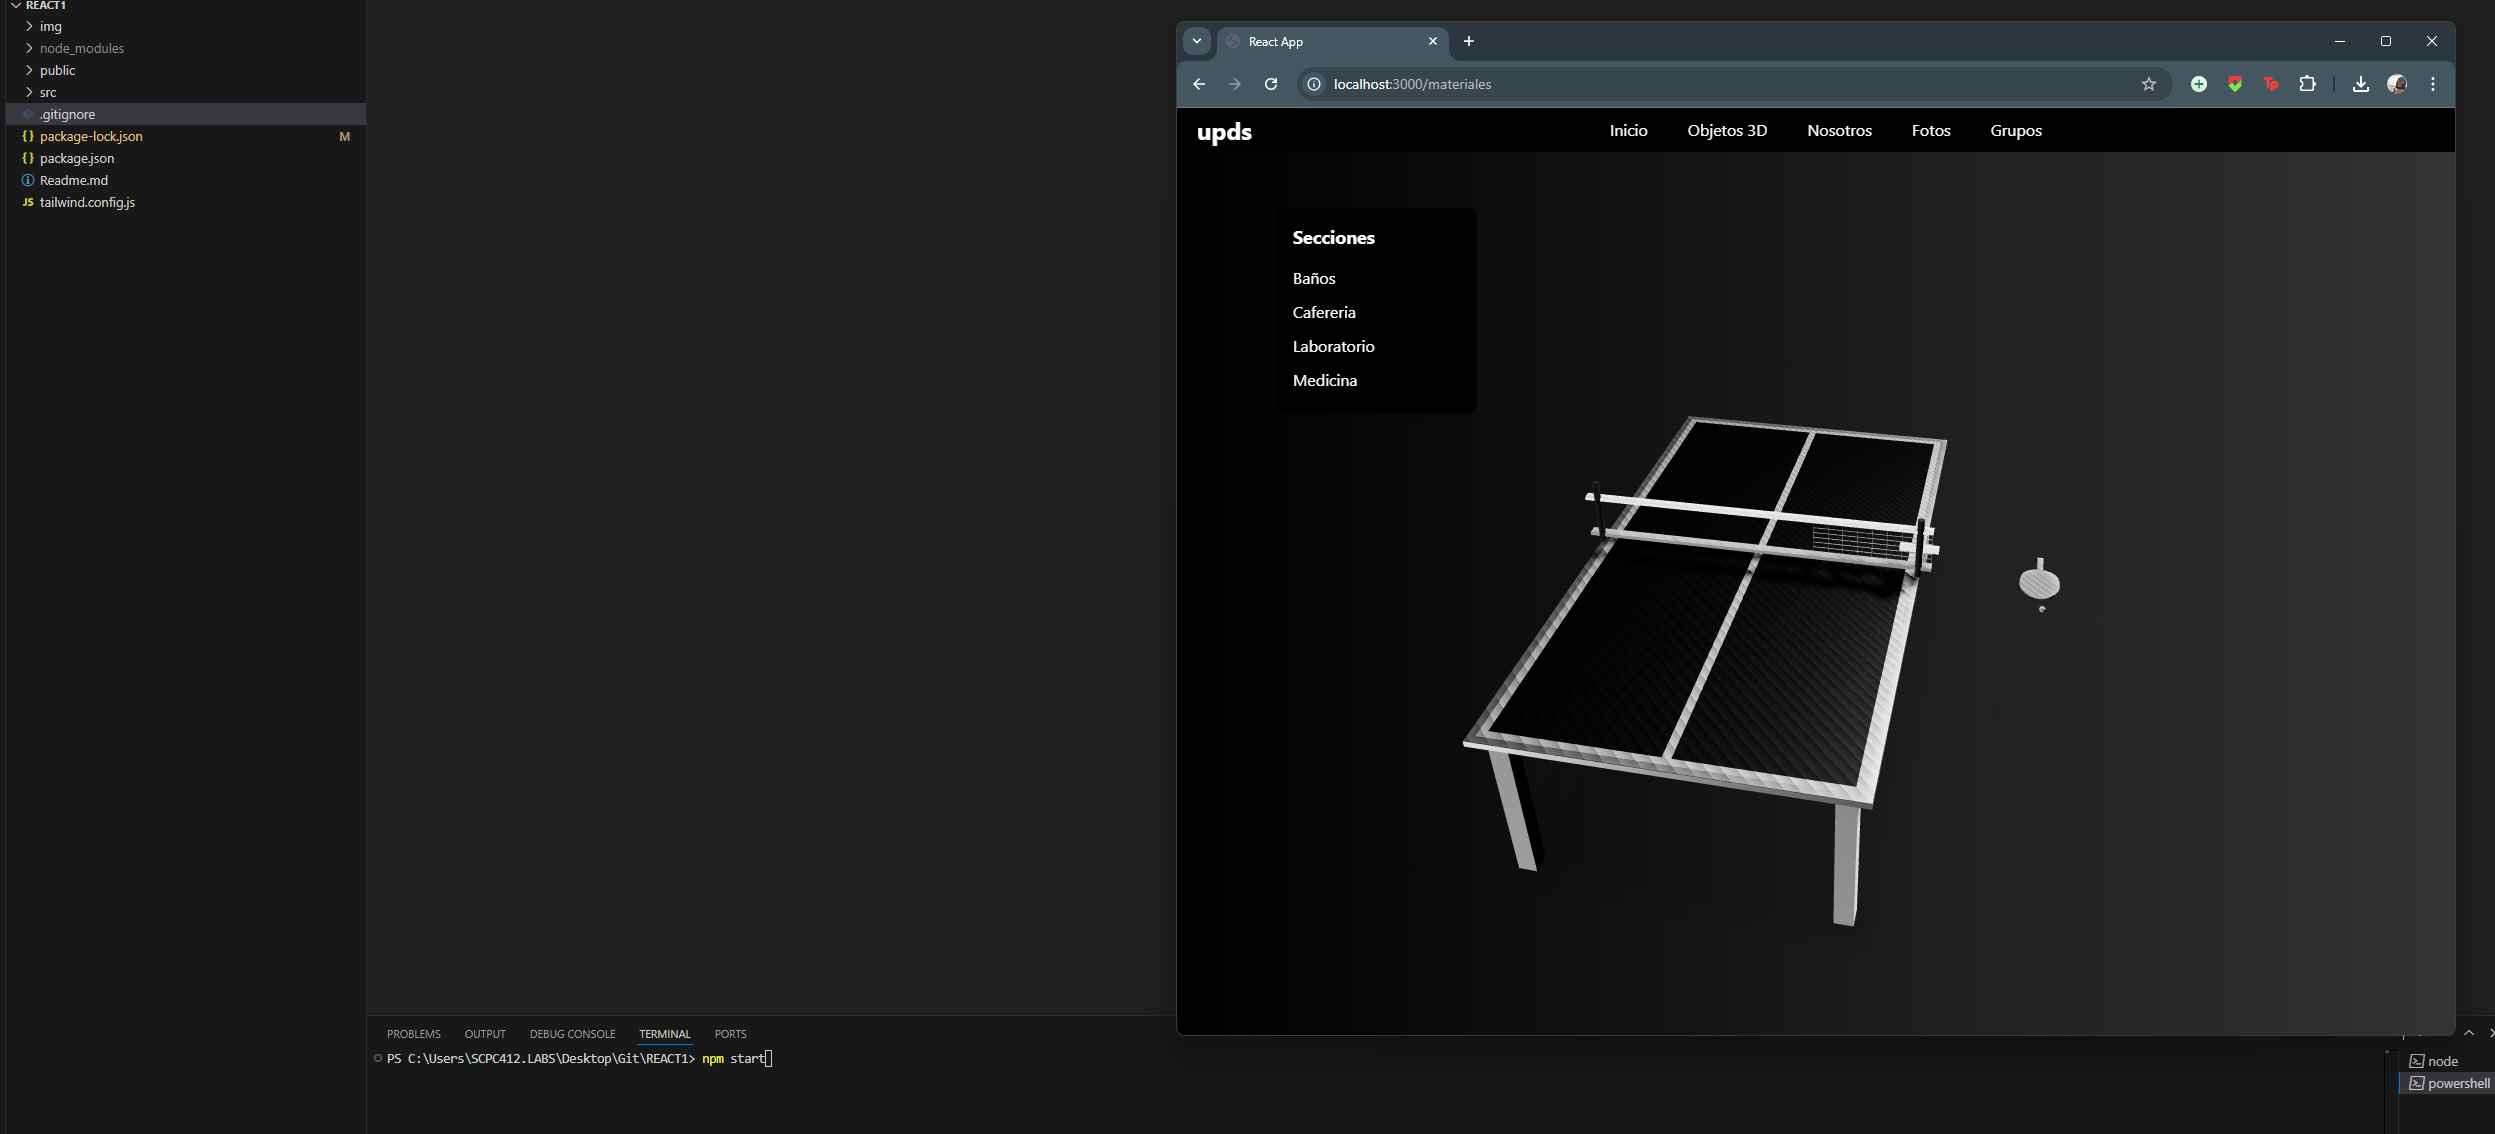 REACT1
img
node_modules
public
src
.gitignore
package-lock.json M
package.json
Readme.md
JS tailwind.config.js
React App
localhost:3000/materiales
Tp
upds
Inicio Objetos 3D Nosotros Fotos Grupos
Secciones
Baños
Cafereria
Laboratorio
Medicina
PROBLEMS OUTPUT DEBUG CONSOLE TERMINAL PORTS
PS C:\Users\SCPC412.LABS\Desktop\Git\REACT1> npm start
node
powershell